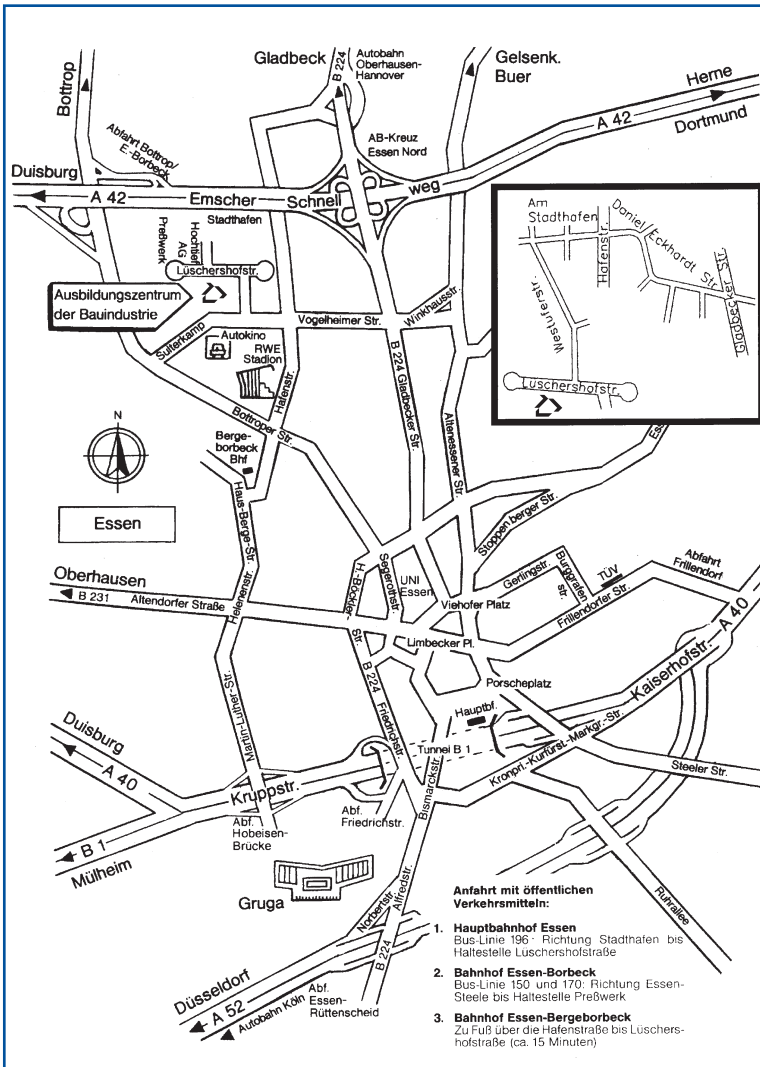 Gladbeck
B 224
Autobahn
Oberhausen-
Hannover
Gelsenk.
Buer
Bottrop
Herne
A 42
Dortmund
Abfahrt Bottrop/
E.-Borbeck
AB-Kreuz
Essen Nord
Duisburg
A 42
Emscher
Schnell
weg
Stadthafen
Preßwerk
Hochtief
AG
Lüschershofstr.
Ausbildungszentrum
der Bauindustrie
Am
Stadthafen
Hafenstr.
Daniel/Eckhardt Str.
Gladbecker Str.
Westuferstr.
Lüschershofstr.
Sulterkamp
Vogelheimer Str.
Winkhausstr.
Autokino
RWE
Stadion
Hafenstr.
B 224 Gladbecker Str.
Altenessener Str.
Bottroper Str.
Bergeborbeck
Bhf
N
Essen
Haus-Berge-Str.
Helenenstr.
H.-Böckler-
Str.
Segerothstr.
UNI
Essen
Stoppenberger Str.
Ess
Gerlingstr.
Burggrafen
str.
TÜV
Frillendorfer Str.
Abfahrt
Frillendorf
Oberhausen
B 231
Altendorfer Straße
Viehofer Platz
Limbecker Pl.
A 40
Kaiserhofstr.
Porscheplatz
Hauptbf.
B 224
Friedrichstr.
Martin-Luther-Str.
Tunnel B 1
Bismarckstr.
Kronpri.-Kurfürst.-Markgr.-Str.
Steeler Str.
Duisburg
A 40
Kruppstr.
Abf.
Hobeisen-
Brücke
Abf.
Friedrichstr.
B 1
Mülheim
Gruga
Norbertstr.
Alfredstr.
B 224
Ruhrallee
Düsseldorf
A 52
Autobahn Köln
Abf.
Essen-
Rüttenscheid
Anfahrt mit öffentlichen
Verkehrsmitteln:
1. Hauptbahnhof Essen
Bus-Linie 196 - Richtung Stadthafen bis
Haltestelle Lüschershofstraße
2. Bahnhof Essen-Borbeck
Bus-Linie 150 und 170: Richtung Essen-
Steele bis Haltestelle Preßwerk
3. Bahnhof Essen-Bergeborbeck
Zu Fuß über die Hafenstraße bis Lüschers-
hofstraße (ca. 15 Minuten)